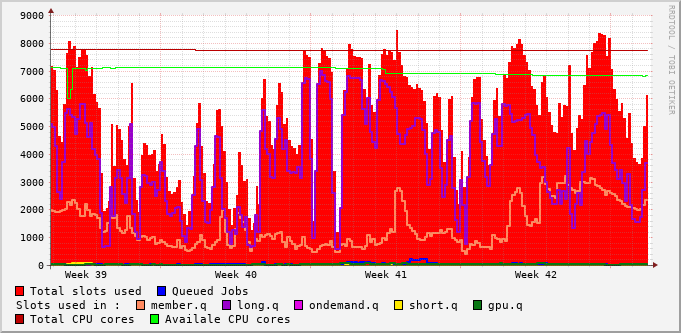 9000
8000
7000
6000
5000
4000
3000
2000
1000
0
Week 39 Week 40 Week 41 Week 42
RRDTOOL / TOBI OETIKER
Total slots used Queued Jobs
Slots used in : member.q long.q ondemand.q short.q gpu.q
Total CPU cores Availale CPU cores